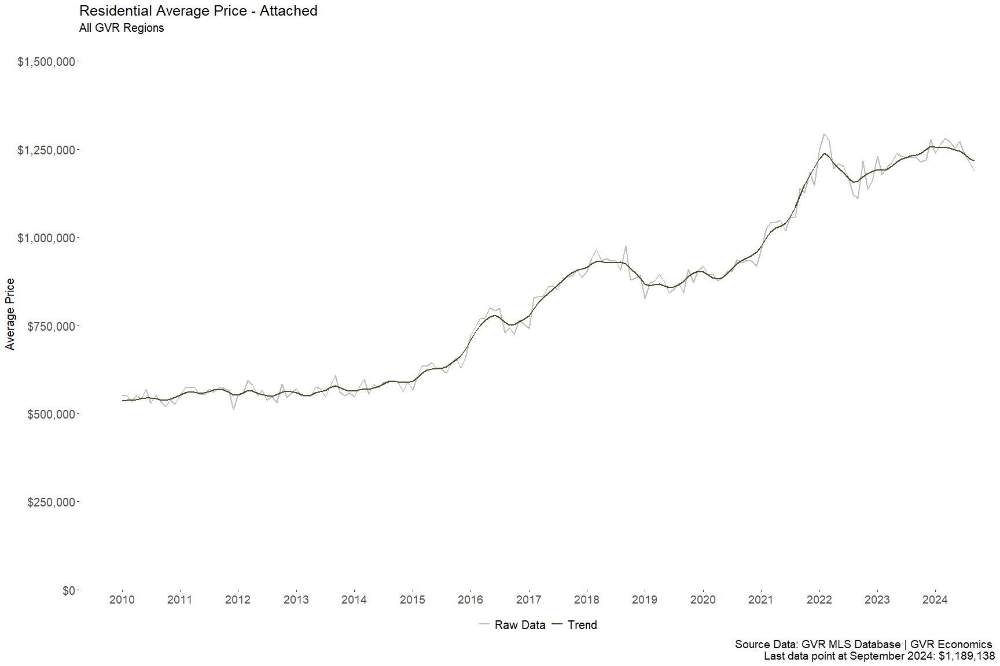 Residential Average Price - Attached
All GVR Regions
$1,500,000
$1,250,000
$1,000,000
$750,000
$500,000
$250,000
$0
Average Price
2010 2011 2012 2013 2014 2015 2016 2017 2018 2019 2020 2021 2022 2023 2024
Raw Data Trend
Source Data: GVR MLS Database | GVR Economics
Last data point at September 2024: $1,189,138